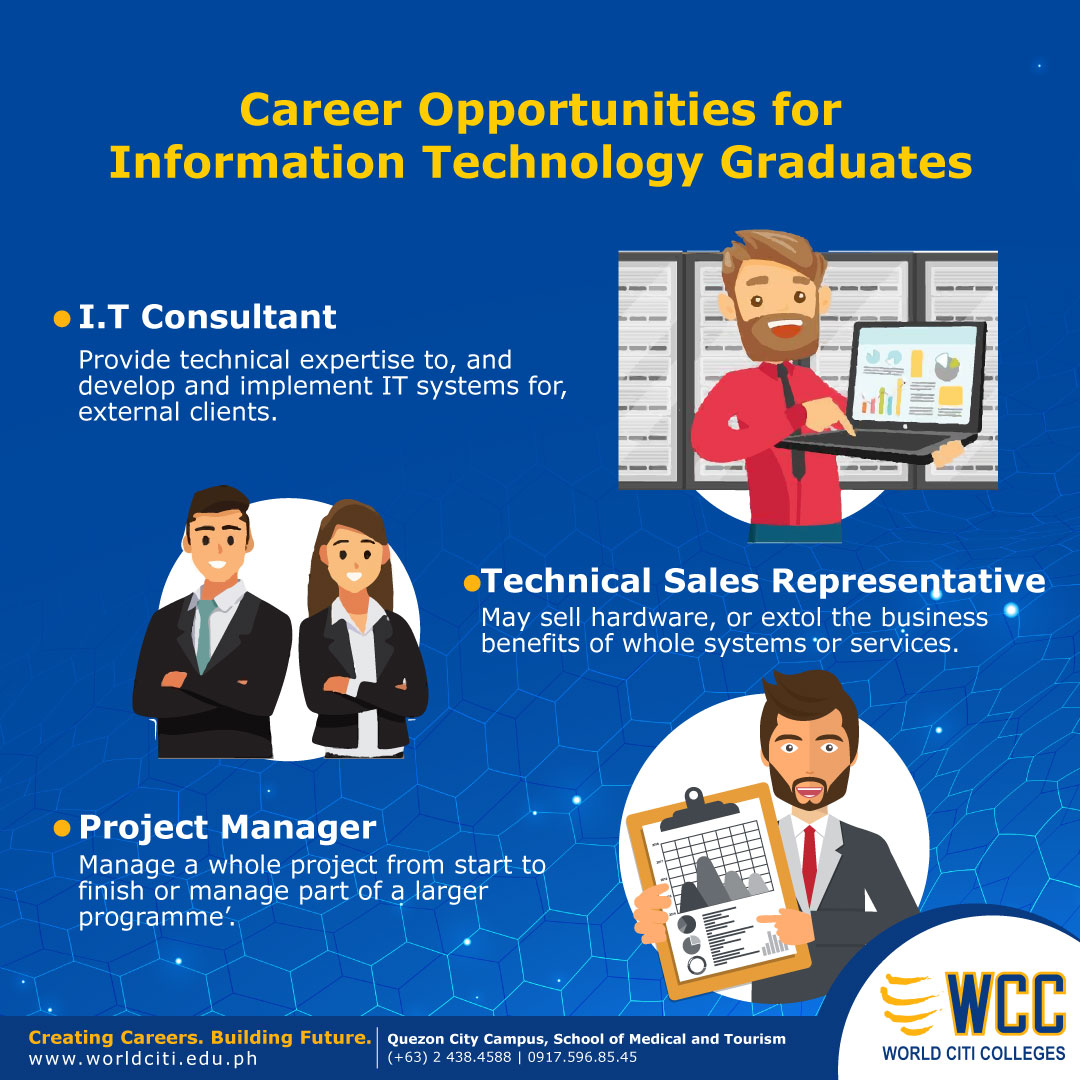 Career Opportunities for
Information Technology Graduates
I.T Consultant
Provide technical expertise to, and
develop and implement IT systems for,
external clients.
Technical Sales Representative
May sell hardware, or extol the business
benefits of whole systems or services.
Project Manager
Manage a whole project from start to
finish or manage part of a larger
programme’.
Creating Careers. Building Future.
www.worldciti.edu.ph
Quezon City Campus, School of Medical and Tourism
(+63) 2 438.4588 | 0917.596.85.45
WCC
WORLD CITI COLLEGES